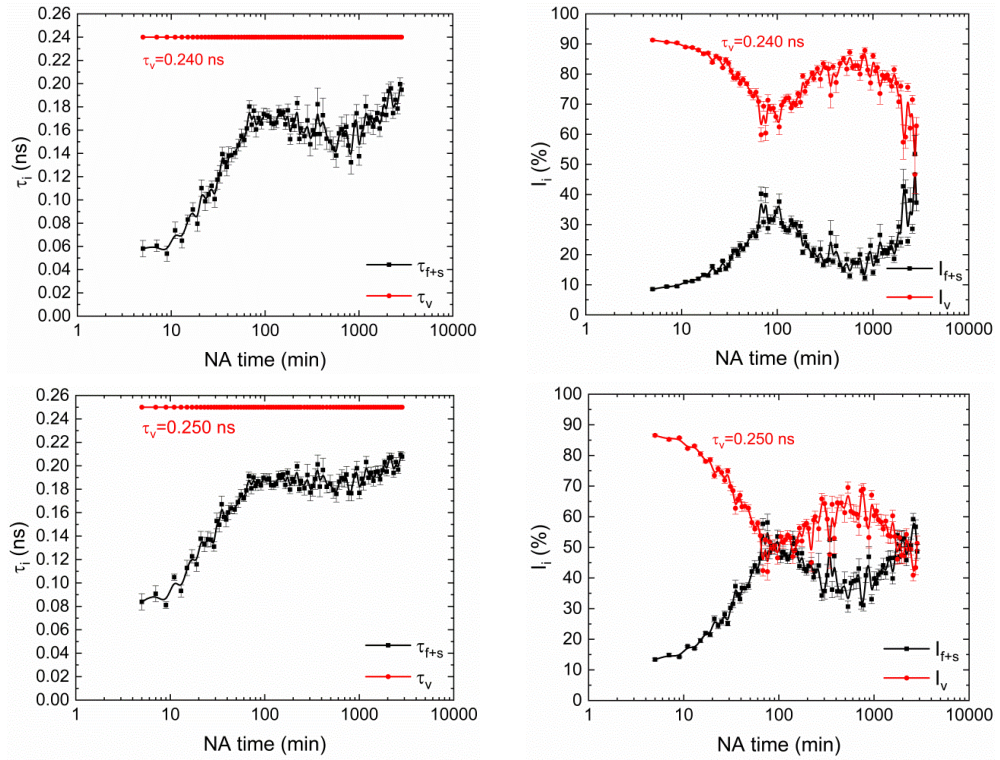 0.26
0.24
0.22
0.20
0.18
0.16
0.14
0.12
0.10
0.08
0.06
0.04
0.02
0.00
τi (ns)
τv=0.240 ns
τf+s
τv
1 10 100 1000 10000
NA time (min)
100
90
80
70
60
50
40
30
20
10
0
Ii (%)
τv=0.240 ns
If+s
Iv
1 10 100 1000 10000
NA time (min)
0.26
0.24
0.22
0.20
0.18
0.16
0.14
0.12
0.10
0.08
0.06
0.04
0.02
0.00
τi (ns)
τv=0.250 ns
τf+s
τv
1 10 100 1000 10000
NA time (min)
100
90
80
70
60
50
40
30
20
10
0
Ii (%)
τv=0.250 ns
If+s
Iv
1 10 100 1000 10000
NA time (min)